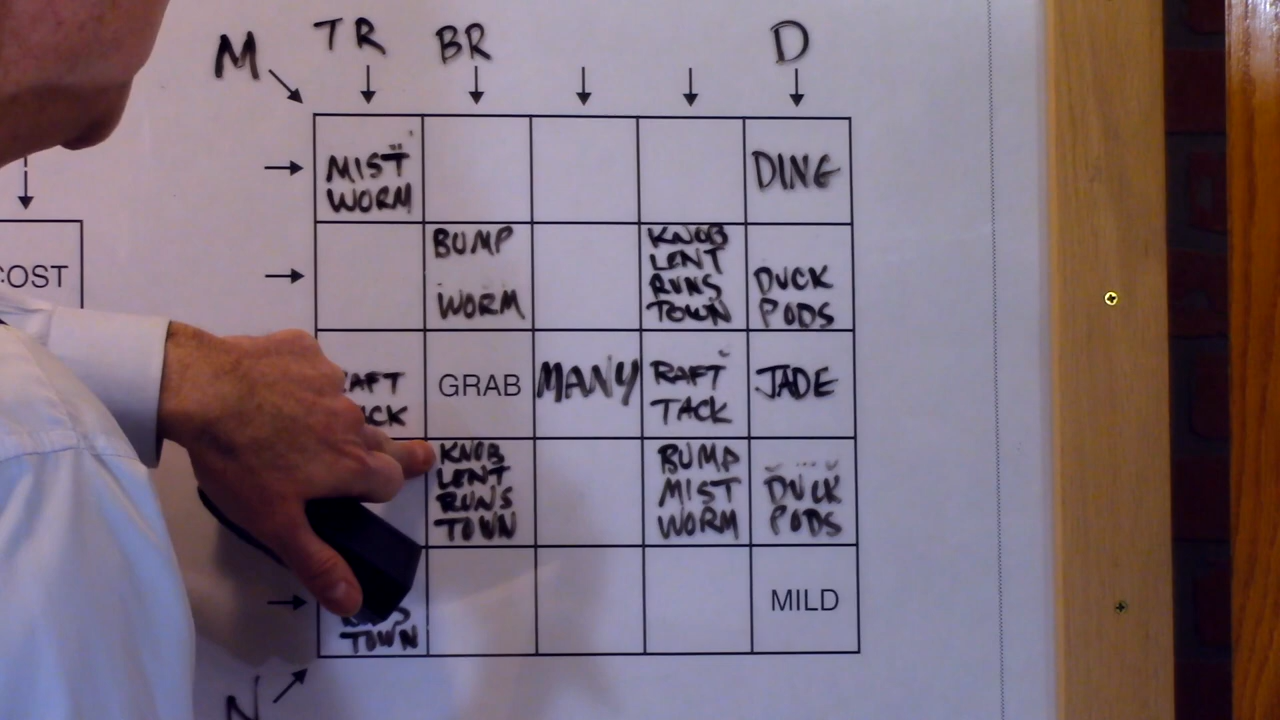 M TR BR D
MIST
WORM
DING
BUMP
WORM
KNOB
LENT
RUNS
TOWN
DUCK
PODS
GRAB
MANY
RAFT
TACK
JADE
KNOB
LENT
RUNS
TOWN
BUMP
MIST
WORM
DUCK
PODS
TOWN
MILD
N